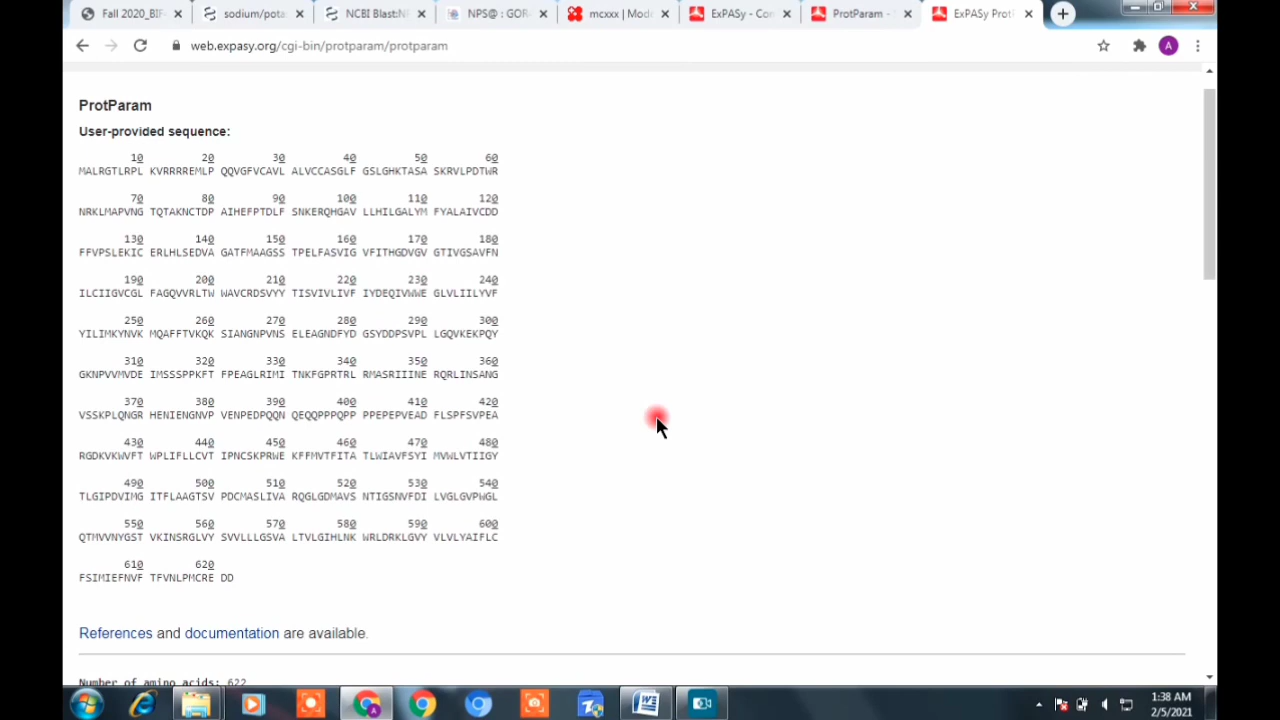 Fall 2020_BIF
sodium/pota
NCBI Blast:N
NPS@ : GOR
mcxxx | Mod
ExPASy - Co
ProtParam -
ExPASy Prot
web.expasy.org/cgi-bin/protparam/protparam
A
ProtParam
User-provided sequence:
10 20 30 40 50 60
MALRGTLRPL KVRRRREMLP QQVGFVCAVL ALVCCASGLF GSLGHKTASA SKRVLPDTWR
70 80 90 100 110 120
NRKLMAPVNG TQTAKNCTDP AIHEFPTDLF SNKERQHGAV LLHILGALYM FYALAIVCDD
130 140 150 160 170 180
FFVPSLEKIC ERLHLSEDVA GATFMAAGSS TPELFASVIG VFITHGDVGV GTIVGSAVFN
190 200 210 220 230 240
ILCIIGVCGL FAGQVVRLTW WAVCRDSVYY TISVIVLIVF IYDEQIVWWE GLVLIILYVF
250 260 270 280 290 300
YILIMKYNVK MQAFFTVKQK SIANGNPVNS ELEAGNDFYD GSYDDPSVPL LGQVKEKPQY
310 320 330 340 350 360
GKNPVVMVDE IMSSSPPKFT FPEAGLRIMI TNKFGPRTRL RMASRIIINE RQRLINSANG
370 380 390 400 410 420
VSSKPLQNGR HENIENGNVP VENPEDPQQN QEQQPPPQPP PPEPEPVEAD FLSPFSVPEA
430 440 450 460 470 480
RGDKVKWVFT WPLIFLLCVT IPNCSKPRWE KFFMVTFITA TLWIAVFSYI MVWLVTIIGY
490 500 510 520 530 540
TLGIPDVIMG ITFLAAGTSV PDCMASLIVA RQGLGDMAVS NTIGSNVFDI LVGLGVPWGL
550 560 570 580 590 600
QTMVVNYGST VKINSRGLVY SVVLLLGSVA LTVLGIHLNK WRLDRKLGVY VLVLYAIFLC
610 620
FSIMIEFNVF TFVNLPMCRE DD
References and documentation are available.
Number of amino acids: 622
1:38 AM
2/5/2021